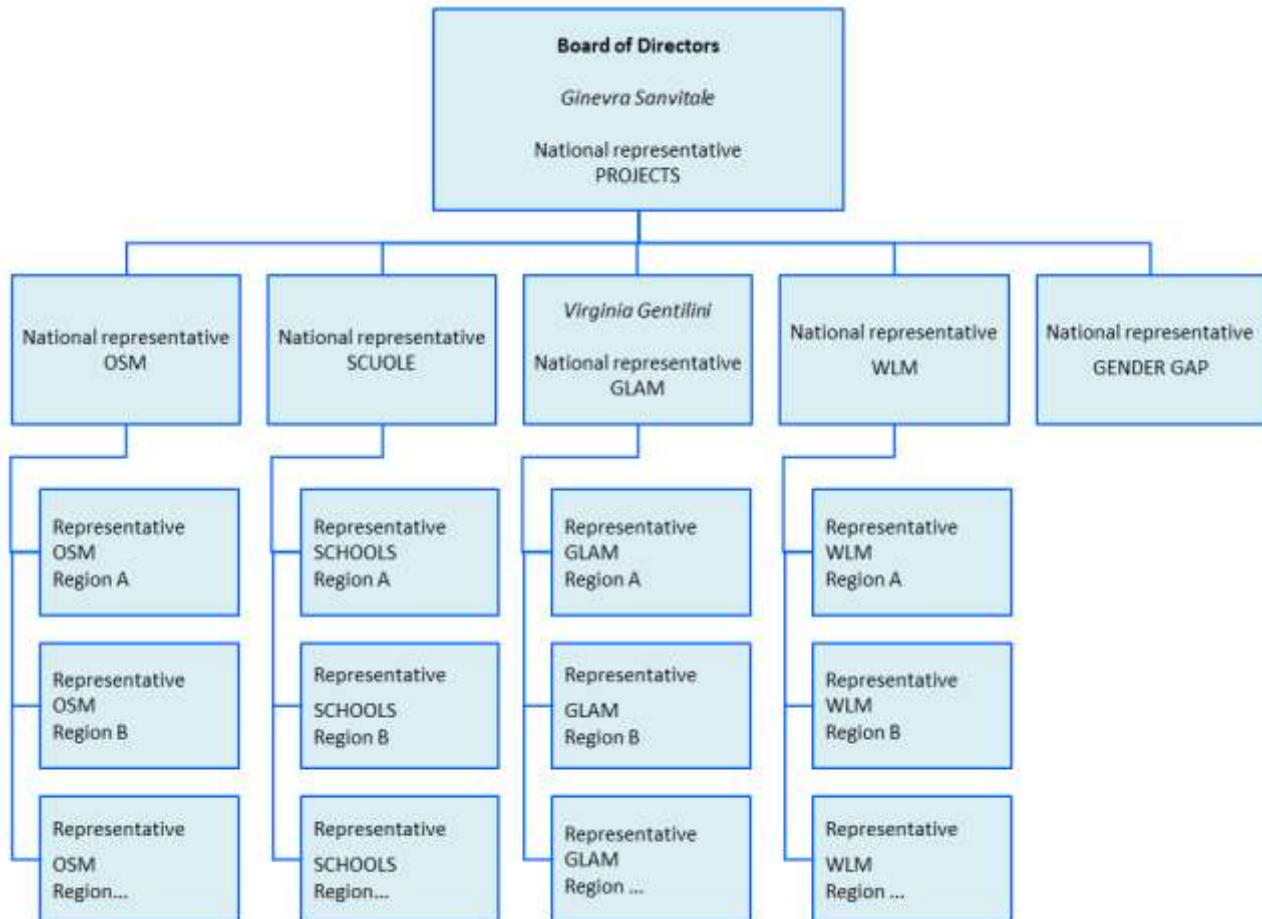 Board of Directors
Ginevra Sanvitale
National representative
PROJECTS
National representative
OSM
National representative
SCUOLE
Virginia Gentilini
National representative
GLAM
National representative
WLM
National representative
GENDER GAP
Representative
OSM
Region A
Representative
SCHOOLS
Region A
Representative
GLAM
Region A
Representative
WLM
Region A
Representative
OSM
Region B
Representative
SCHOOLS
Region B
Representative
GLAM
Region B
Representative
WLM
Region B
Representative
OSM
Region...
Representative
SCHOOLS
Region...
Representative
GLAM
Region ...
Representative
WLM
Region ...